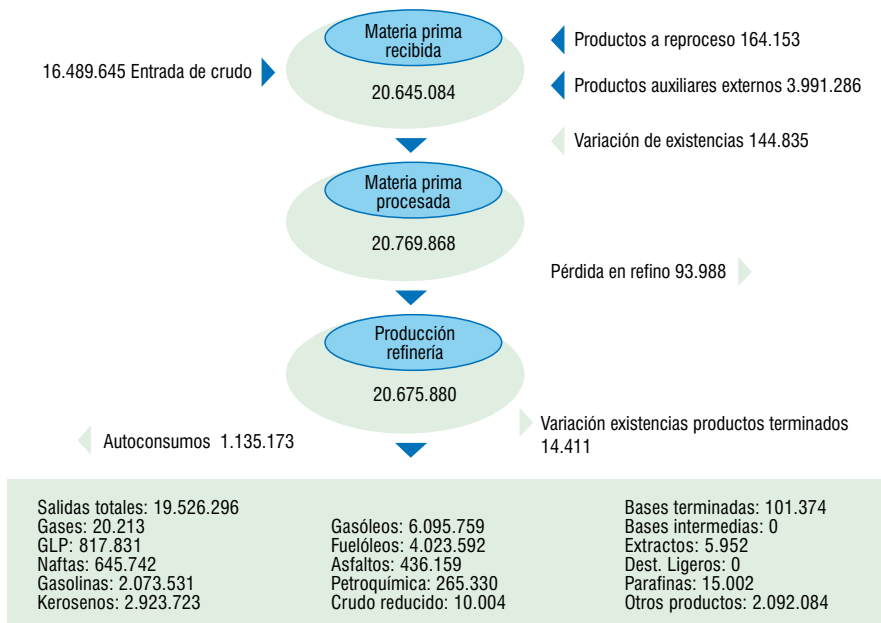 Materia prima
recibida
20.645.084
16.489.645 Entrada de crudo
Productos a reproceso 164.153
Productos auxiliares externos 3.991.286
Variación de existencias 144.835
Materia prima
procesada
20.769.868
Pérdida en refino 93.988
Producción
refinería
20.675.880
Autoconsumos 1.135.173
Variación existencias productos terminados
14.411
Salidas totales: 19.526.296
Gases: 20.213
GLP: 817.831
Naftas: 645.742
Gasolinas: 2.073.531
Kerosenos: 2.923.723
Gasóleos: 6.095.759
Fuelóleos: 4.023.592
Asfaltos: 436.159
Petroquímica: 265.330
Crudo reducido: 10.004
Bases terminadas: 101.374
Bases intermedias: 0
Extractos: 5.952
Dest. Ligeros: 0
Parafinas: 15.002
Otros productos: 2.092.084